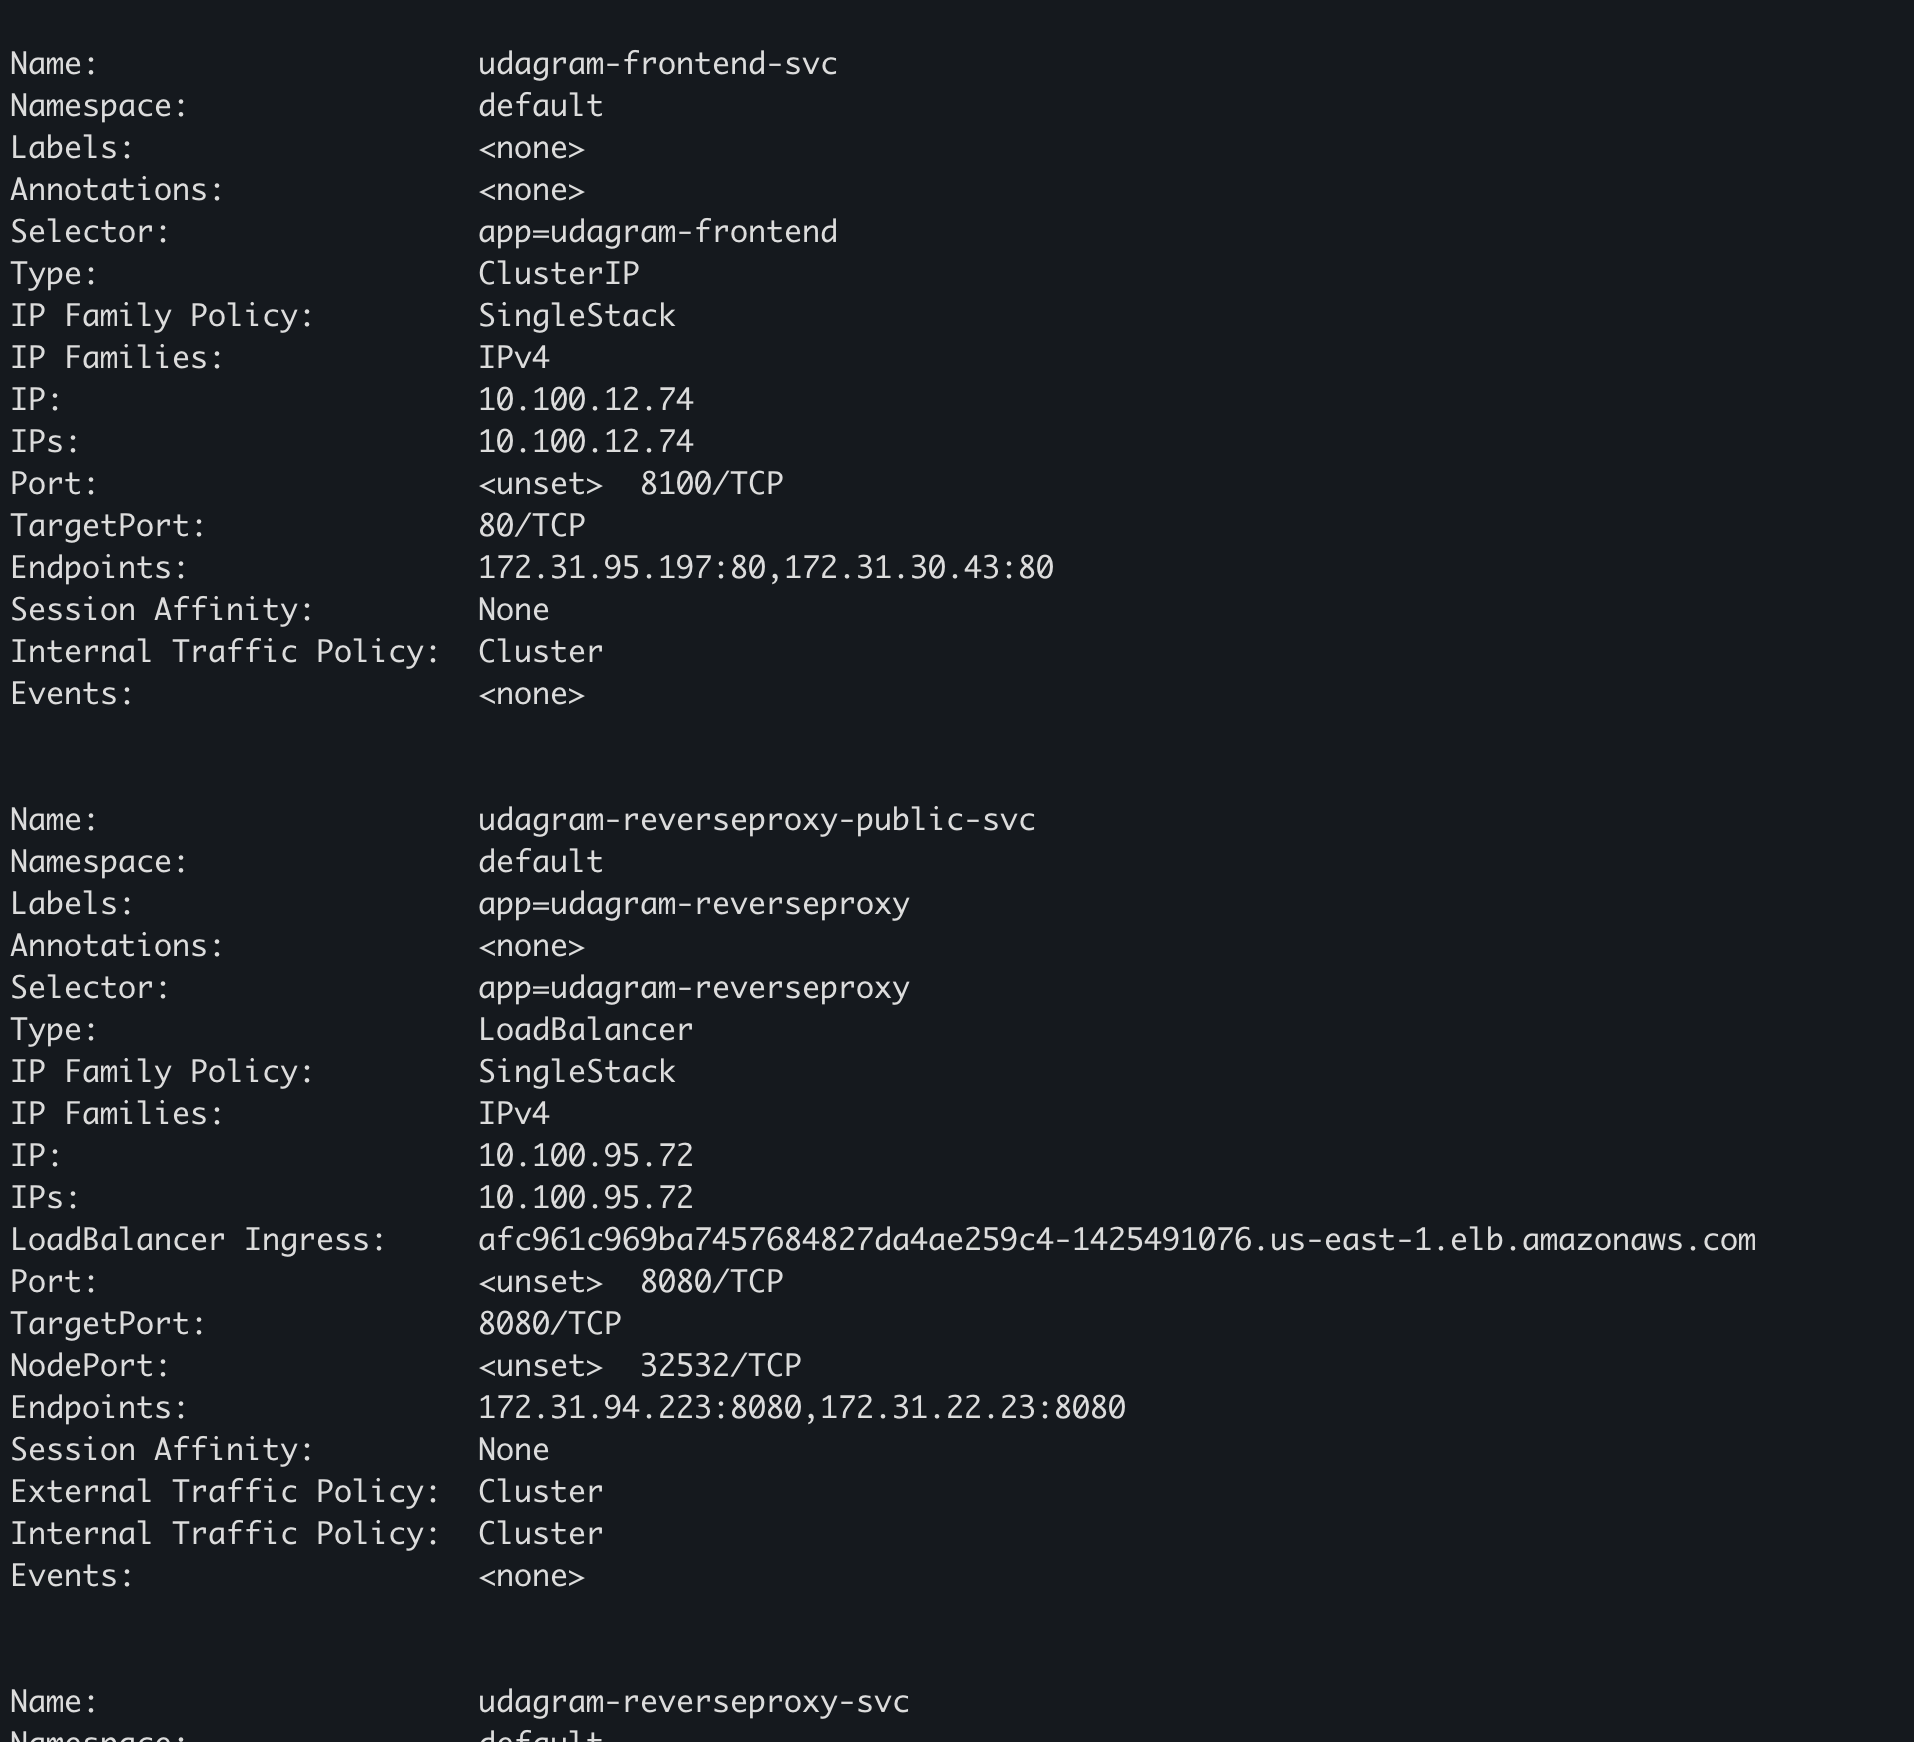 Name: udagram-frontend-svc
Namespace: default
Labels: <none>
Annotations: <none>
Selector: app=udagram-frontend
Type: ClusterIP
IP Family Policy: SingleStack
IP Families: IPv4
IP: 10.100.12.74
IPs: 10.100.12.74
Port: <unset> 8100/TCP
TargetPort: 80/TCP
Endpoints: 172.31.95.197:80,172.31.30.43:80
Session Affinity: None
Internal Traffic Policy: Cluster
Events: <none>
Name: udagram-reverseproxy-public-svc
Namespace: default
Labels: app=udagram-reverseproxy
Annotations: <none>
Selector: app=udagram-reverseproxy
Type: LoadBalancer
IP Family Policy: SingleStack
IP Families: IPv4
IP: 10.100.95.72
IPs: 10.100.95.72
LoadBalancer Ingress: afc961c969ba7457684827da4ae259c4-1425491076.us-east-1.elb.amazonaws.com
Port: <unset> 8080/TCP
TargetPort: 8080/TCP
NodePort: <unset> 32532/TCP
Endpoints: 172.31.94.223:8080,172.31.22.23:8080
Session Affinity: None
External Traffic Policy: Cluster
Internal Traffic Policy: Cluster
Events: <none>
Name: udagram-reverseproxy-svc
Namespace: default